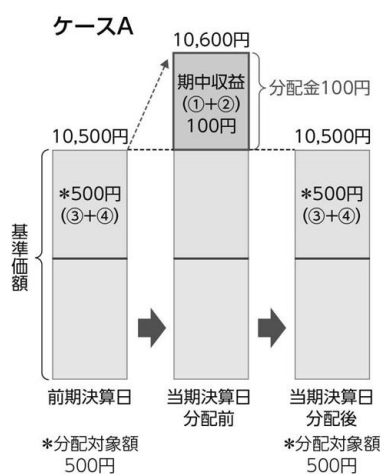 ケースA
10,600円
期中収益
(①+②)
100円
分配金100円
10,500円
10,500円
*500円
(③+④)
*500円
(③+④)
基準価額
前期決算日
当期決算日
分配前
当期決算日
分配後
*分配対象額
500円
*分配対象額
500円